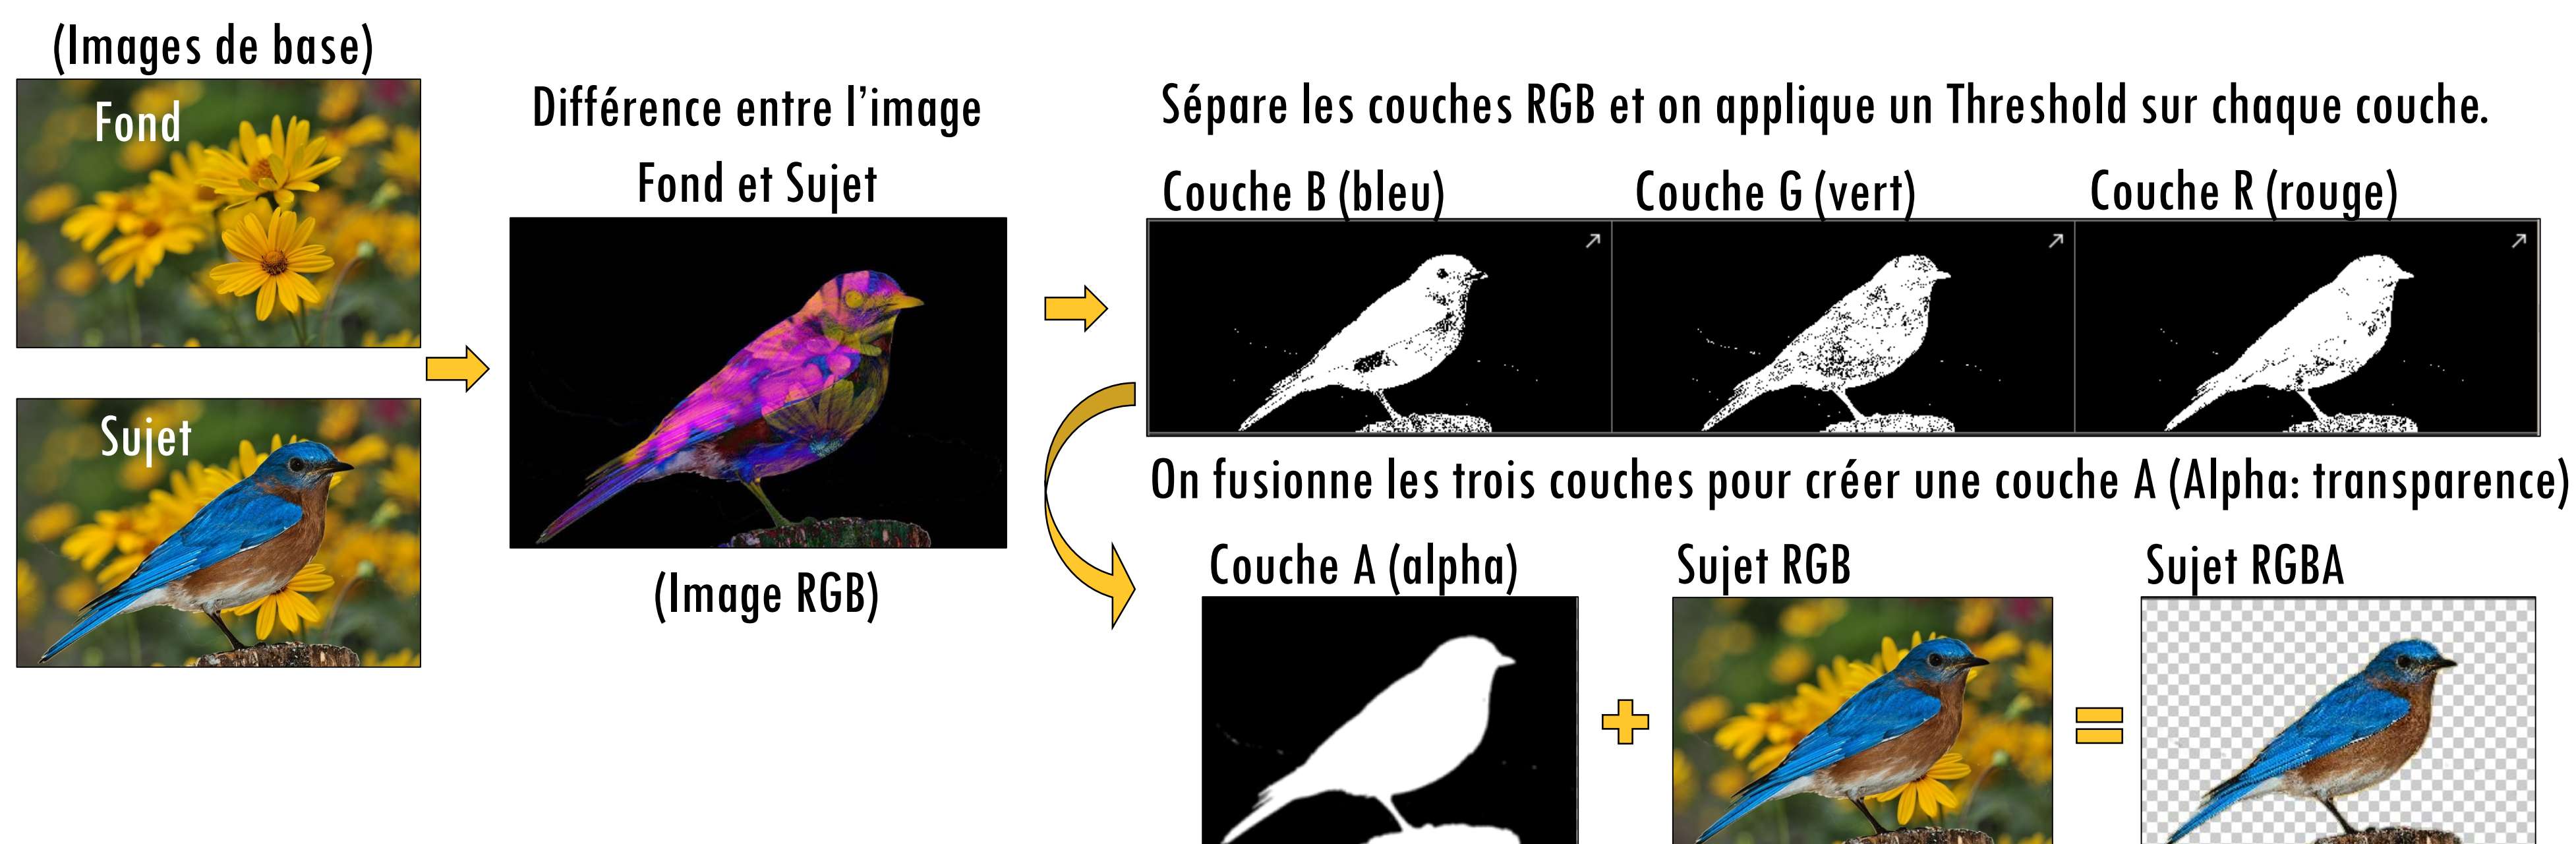 (Images de base)
Fond
Sujet
Différence entre l’image
Fond et Sujet
(Image RGB)
Sépare les couches RGB et on applique un Threshold sur chaque couche.
Couche B (bleu)
Couche G (vert)
Couche R (rouge)
On fusionne les trois couches pour créer une couche A (Alpha: transparence)
Couche A (alpha)
Sujet RGB
Sujet RGBA